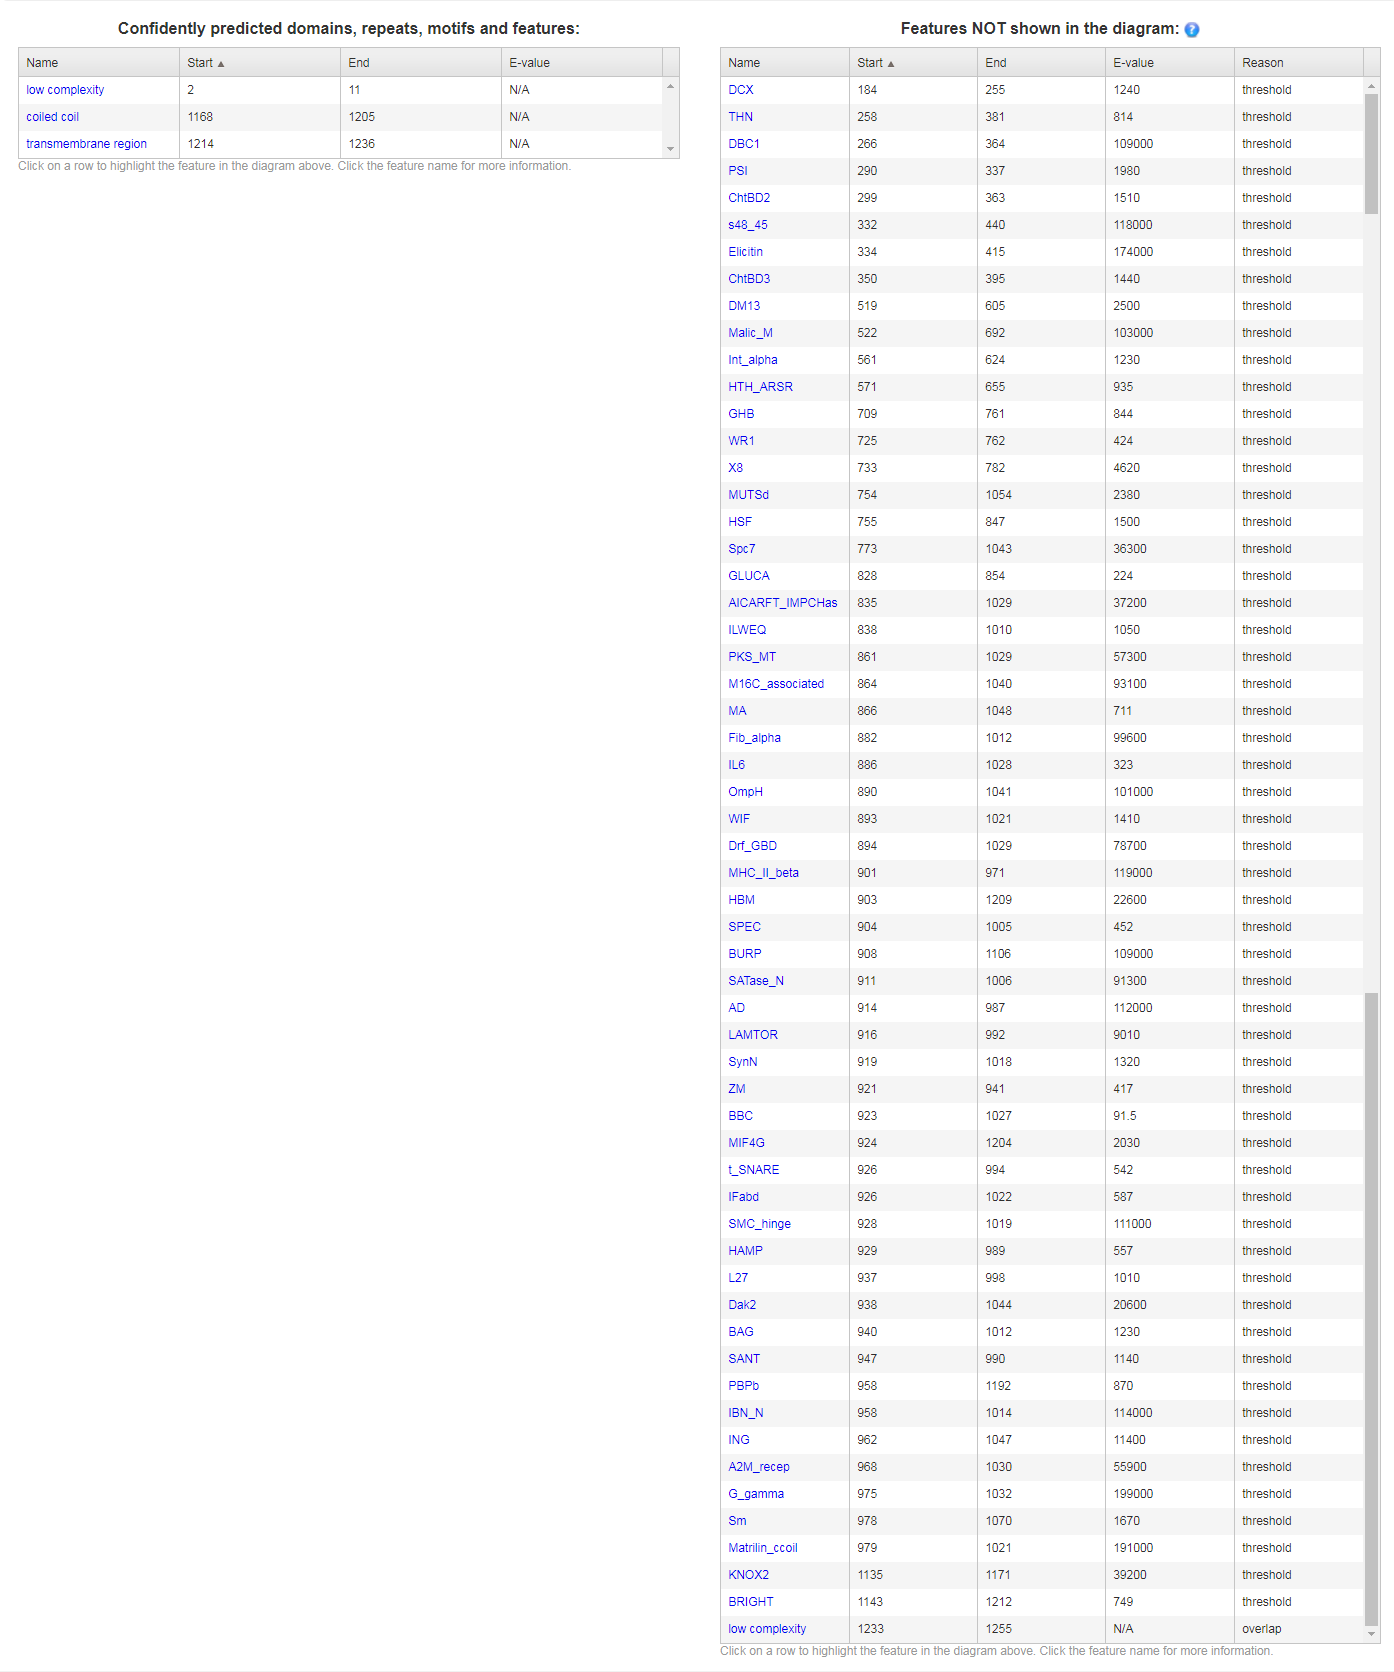 Confidently predicted domains, repeats, motifs and features:
Name Start ▲ End E-value
low complexity 2 11 N/A
coiled coil 1168 1205 N/A
transmembrane region 1214 1236 N/A
Click on a row to highlight the feature in the diagram above. Click the feature name for more information.
Features NOT shown in the diagram: ?
Name Start ▲ End E-value Reason
DCX 184 255 1240 threshold
THN 258 381 814 threshold
DBC1 266 364 109000 threshold
PSI 290 337 1980 threshold
ChtBD2 299 363 1510 threshold
s48_45 332 440 118000 threshold
Elicitin 334 415 174000 threshold
ChtBD3 350 395 1440 threshold
DM13 519 605 2500 threshold
Malic_M 522 692 103000 threshold
Int_alpha 561 624 1230 threshold
HTH_ARSR 571 655 935 threshold
GHB 709 761 844 threshold
WR1 725 762 424 threshold
X8 733 782 4620 threshold
MUTSd 754 1054 2380 threshold
HSF 755 847 1500 threshold
Spc7 773 1043 36300 threshold
GLUCA 828 854 224 threshold
AICARFT_IMPCHas 835 1029 37200 threshold
ILWEQ 838 1010 1050 threshold
PKS_MT 861 1029 57300 threshold
M16C_associated 864 1040 93100 threshold
MA 866 1048 711 threshold
Fib_alpha 882 1012 99600 threshold
IL6 886 1028 323 threshold
OmpH 890 1041 101000 threshold
WIF 893 1021 1410 threshold
Drf_GBD 894 1029 78700 threshold
MHC_II_beta 901 971 119000 threshold
HBM 903 1209 22600 threshold
SPEC 904 1005 452 threshold
BURP 908 1106 109000 threshold
SATase_N 911 1006 91300 threshold
AD 914 987 112000 threshold
LAMTOR 916 992 9010 threshold
SynN 919 1018 1320 threshold
ZM 921 941 417 threshold
BBC 923 1027 91.5 threshold
MIF4G 924 1204 2030 threshold
t_SNARE 926 994 542 threshold
IFabd 926 1022 587 threshold
SMC_hinge 928 1019 111000 threshold
HAMP 929 989 557 threshold
L27 937 998 1010 threshold
Dak2 938 1044 20600 threshold
BAG 940 1012 1230 threshold
SANT 947 990 1140 threshold
PBPb 958 1192 870 threshold
IBN_N 958 1014 114000 threshold
ING 962 1047 11400 threshold
A2M_recep 968 1030 55900 threshold
G_gamma 975 1032 199000 threshold
Sm 978 1070 1670 threshold
Matrilin_ccoil 979 1021 191000 threshold
KNOX2 1135 1171 39200 threshold
BRIGHT 1143 1212 749 threshold
low complexity 1233 1255 N/A overlap
Click on a row to highlight the feature in the diagram above. Click the feature name for more information.